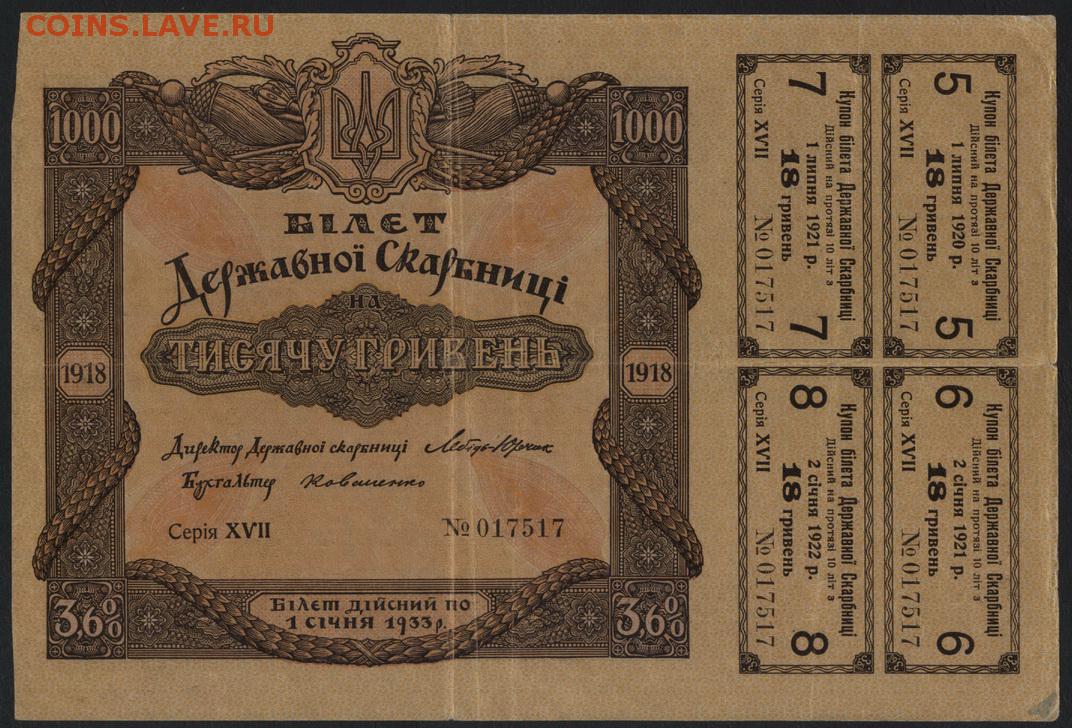 COINS.LAVE.RU
1000
1000
БІЛЄТ
Державної Скарбниці
НА
ТИСЯЧУ ГРИВЕНЬ
1918
1918
Директор Державної скарбниці
Бухгальтер
Серія XVII
№ 017517
3,6%
3,6%
БІЛЄТ ДІЙСНИЙ ПО
1 СІЧНЯ 1933 р.
7
7
Купон білета Державної Скарбниці
Дійсний на протязі 10 літ з
1 липня 1921 р.
18 гривень
Серія XVII
№ 017517
5
5
Купон білета Державної Скарбниці
Дійсний на протязі 10 літ з
1 липня 1920 р.
18 гривень
Серія XVII
№ 017517
8
8
Купон білета Державної Скарбниці
Дійсний на протязі 10 літ з
2 січня 1922 р.
18 гривень
Серія XVII
№ 017517
6
6
Купон білета Державної Скарбниці
Дійсний на протязі 10 літ з
2 січня 1921 р.
18 гривень
Серія XVII
№ 017517